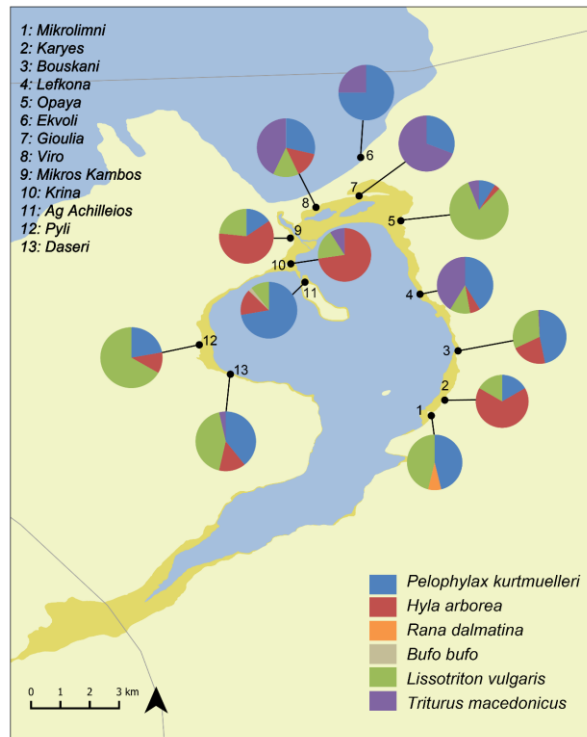 1: Mikrolimni
2: Karyes
3: Bouskani
4: Lefkona
5: Opaya
6: Ekvoli
7: Gioulia
8: Viro
9: Mikros Kambos
10: Krina
11: Ag Achilleios
12: Pyli
13: Daseri
6
7
8
5
9
10
11
4
12
3
13
2
1
Pelophylax kurtmuelleri
Hyla arborea
Rana dalmatina
Bufo bufo
Lissotriton vulgaris
Triturus macedonicus
0 1 2 3 km